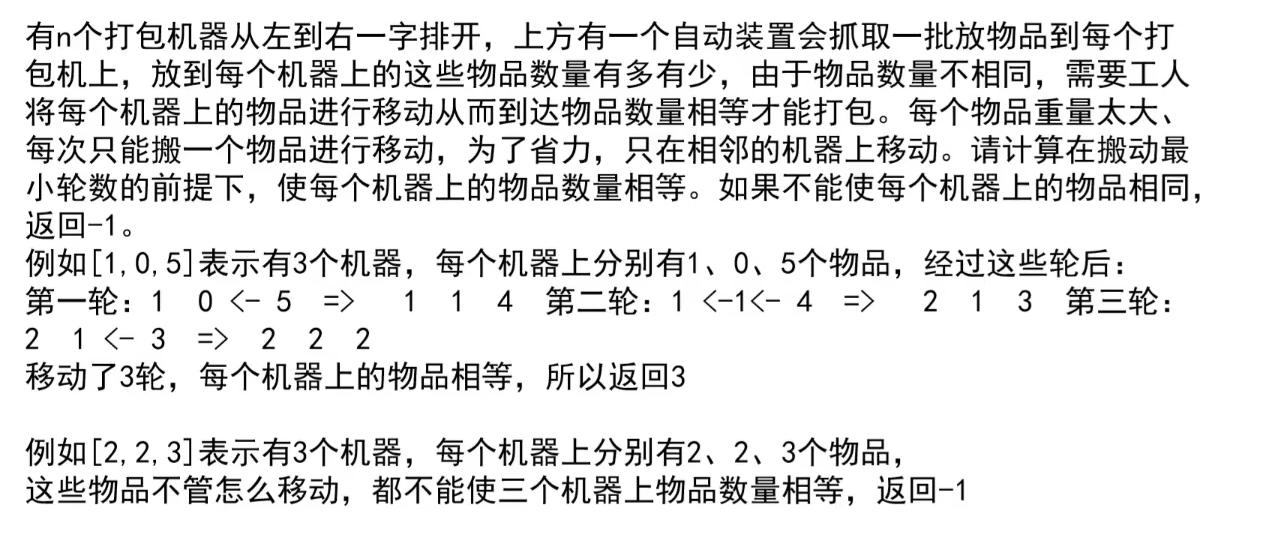 有n个打包机器从左到右一字排开，上方有一个自动装置会抓取一批放物品到每个打
包机上，放到每个机器上的这些物品数量有多有少，由于物品数量不相同，需要工人
将每个机器上的物品进行移动从而到达物品数量相等才能打包。每个物品重量太大、
每次只能搬一个物品进行移动，为了省力，只在相邻的机器上移动。请计算在搬动最
小轮数的前提下，使每个机器上的物品数量相等。如果不能使每个机器上的物品相同，
返回-1。
例如[1,0,5]表示有3个机器，每个机器上分别有1、0、5个物品，经过这些轮后：
第一轮：1 0 <- 5 => 1 1 4 第二轮：1 <-1<- 4 => 2 1 3 第三轮：
2 1 <- 3 => 2 2 2
移动了3轮，每个机器上的物品相等，所以返回3
例如[2,2,3]表示有3个机器，每个机器上分别有2、2、3个物品，
这些物品不管怎么移动，都不能使三个机器上物品数量相等，返回-1